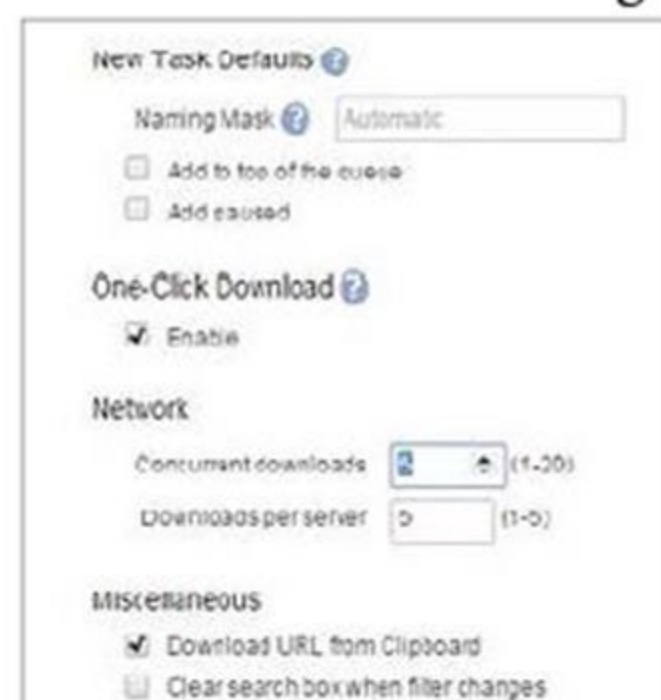 New Task Defaults
Naming Mask Automatic
Add to top of the queue
Add paused
One-Click Download
Enable
Network
Concurrent downloads (1-20)
Downloads per server 5 (1-5)
Miscellaneous
Download URL from Clipboard
Clear search box when filter changes